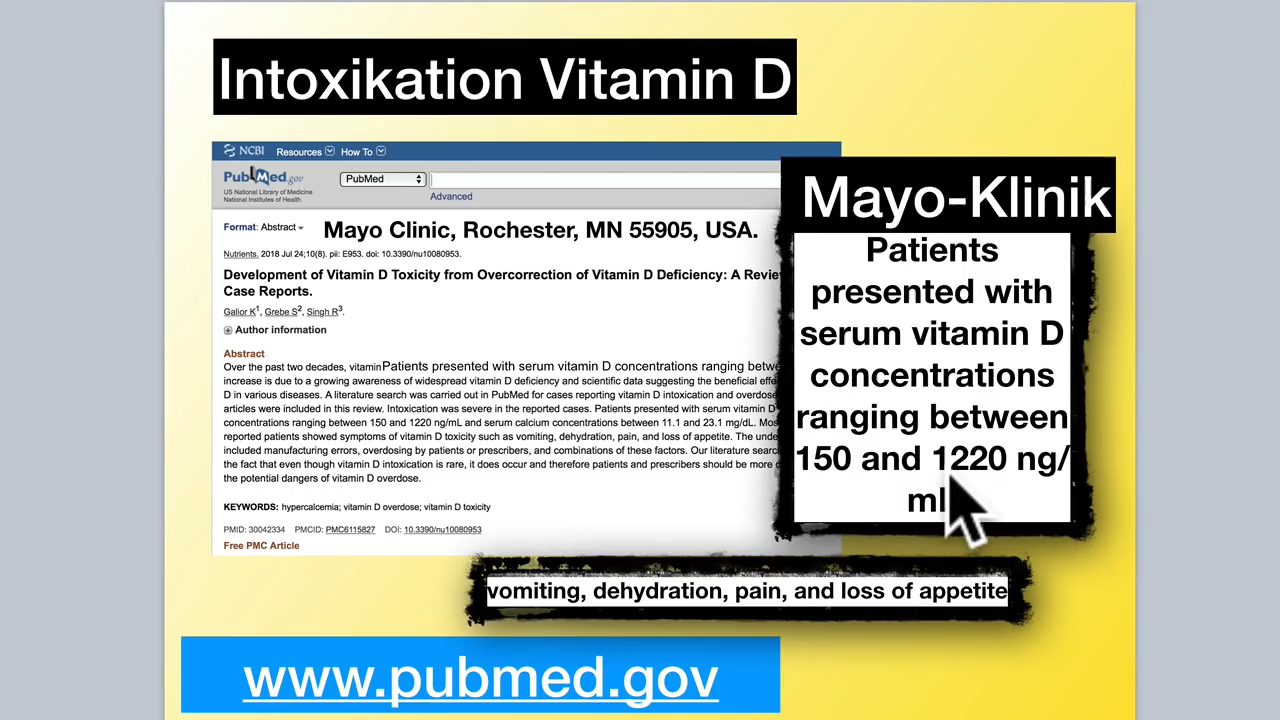 Intoxikation Vitamin D
NCBI Resources How To
PubMed.gov
US National Library of Medicine
National Institutes of Health
PubMed
Advanced
Format: Abstract
Mayo Clinic, Rochester, MN 55905, USA.
Nutrients. 2018 Jul 24;10(8). pii: E953. doi: 10.3390/nu10080953.
Development of Vitamin D Toxicity from Overcorrection of Vitamin D Deficiency: A Review
Case Reports.
Galior K1, Grebe S2, Singh R3.
Author information
Abstract
Over the past two decades, vitamin Patients presented with serum vitamin D concentrations ranging
increase is due to a growing awareness of widespread vitamin D deficiency and scientific data suggesting the beneficial
D in various diseases. A literature search was carried out in PubMed for cases reporting vitamin D intoxication and overdose
articles were included in this review. Intoxication was severe in the reported cases. Patients presented with serum vitamin D
concentrations ranging between 150 and 1220 ng/mL and serum calcium concentrations between 11.1 and 23.1 mg/dL.
reported patients showed symptoms of vitamin D toxicity such as vomiting, dehydration, pain, and loss of appetite. The
included manufacturing errors, overdosing by patients or prescribers, and combinations of these factors. Our literature
the fact that even though vitamin D intoxication is rare, it does occur and therefore patients and prescribers should be more
the potential dangers of vitamin D overdose.
KEYWORDS: hypercalcemia; vitamin D overdose; vitamin D toxicity
PMID: 30042334 PMCID: PMC6115827 DOI: 10.3390/nu10080953
Free PMC Article
Mayo-Klinik
Patients
presented with
serum vitamin D
concentrations
ranging between
150 and 1220 ng/
ml
vomiting, dehydration, pain, and loss of appetite
www.pubmed.gov